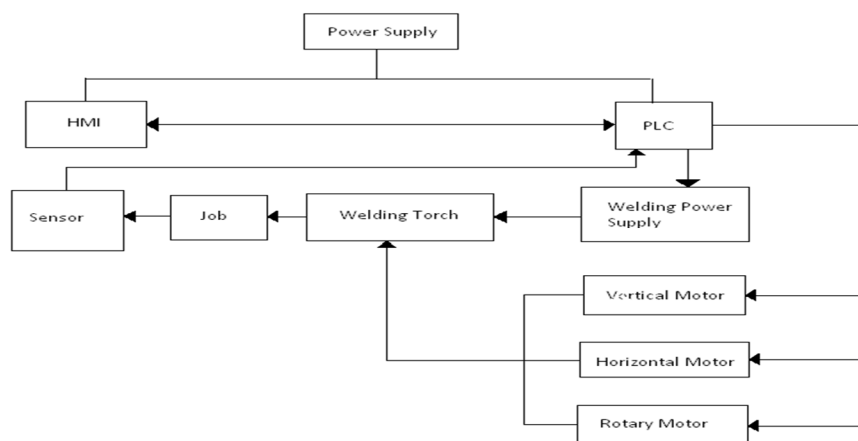 Power Supply
HMI
PLC
Sensor
Job
Welding Torch
Welding Power
Supply
Vertical Motor
Horizontal Motor
Rotary Motor